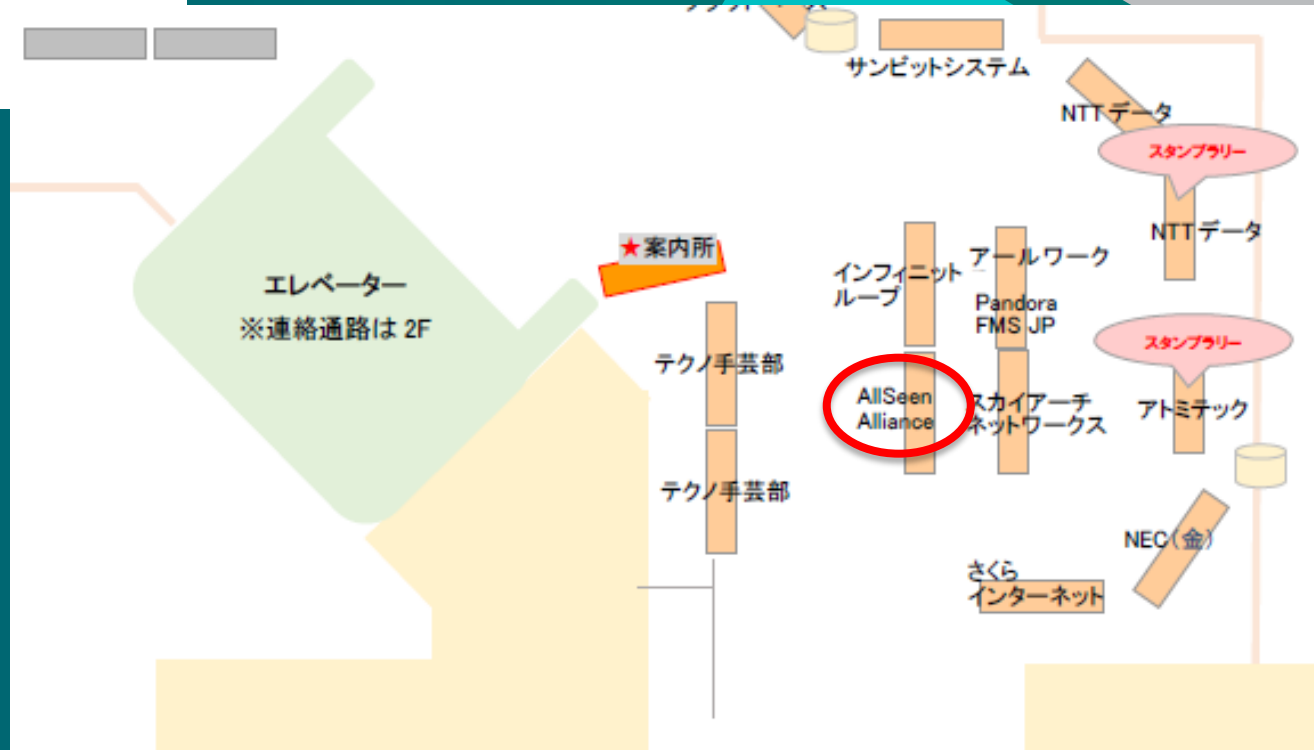 サンビットシステム
NTT データ
スタンプラリー
NTT データ
★案内所
エレベーター
※連絡通路は 2F
インフィニット
ループ
アールワーク
Pandora
FMS JP
スタンプラリー
テクノ手芸部
AllSeen
Alliance
スカイアーチ
ネットワークス
アトミテック
テクノ手芸部
NEC(金)
さくら
インターネット